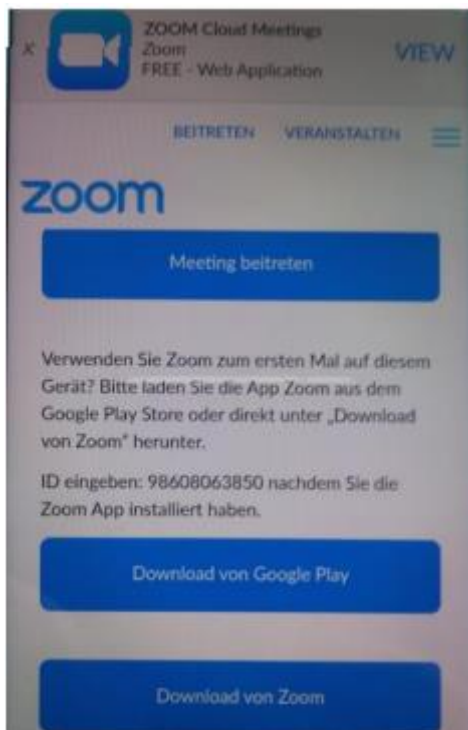 x
ZOOM Cloud Meetings
Zoom
FREE - Web Application
VIEW
BEITRETEN VERANSTALTEN
zoom
Meeting beitreten
Verwenden Sie Zoom zum ersten Mal auf diesem
Gerät? Bitte laden Sie die App Zoom aus dem
Google Play Store oder direkt unter „Download
von Zoom“ herunter.
ID eingeben: 98608063850 nachdem Sie die
Zoom App installiert haben.
Download von Google Play
Download von Zoom